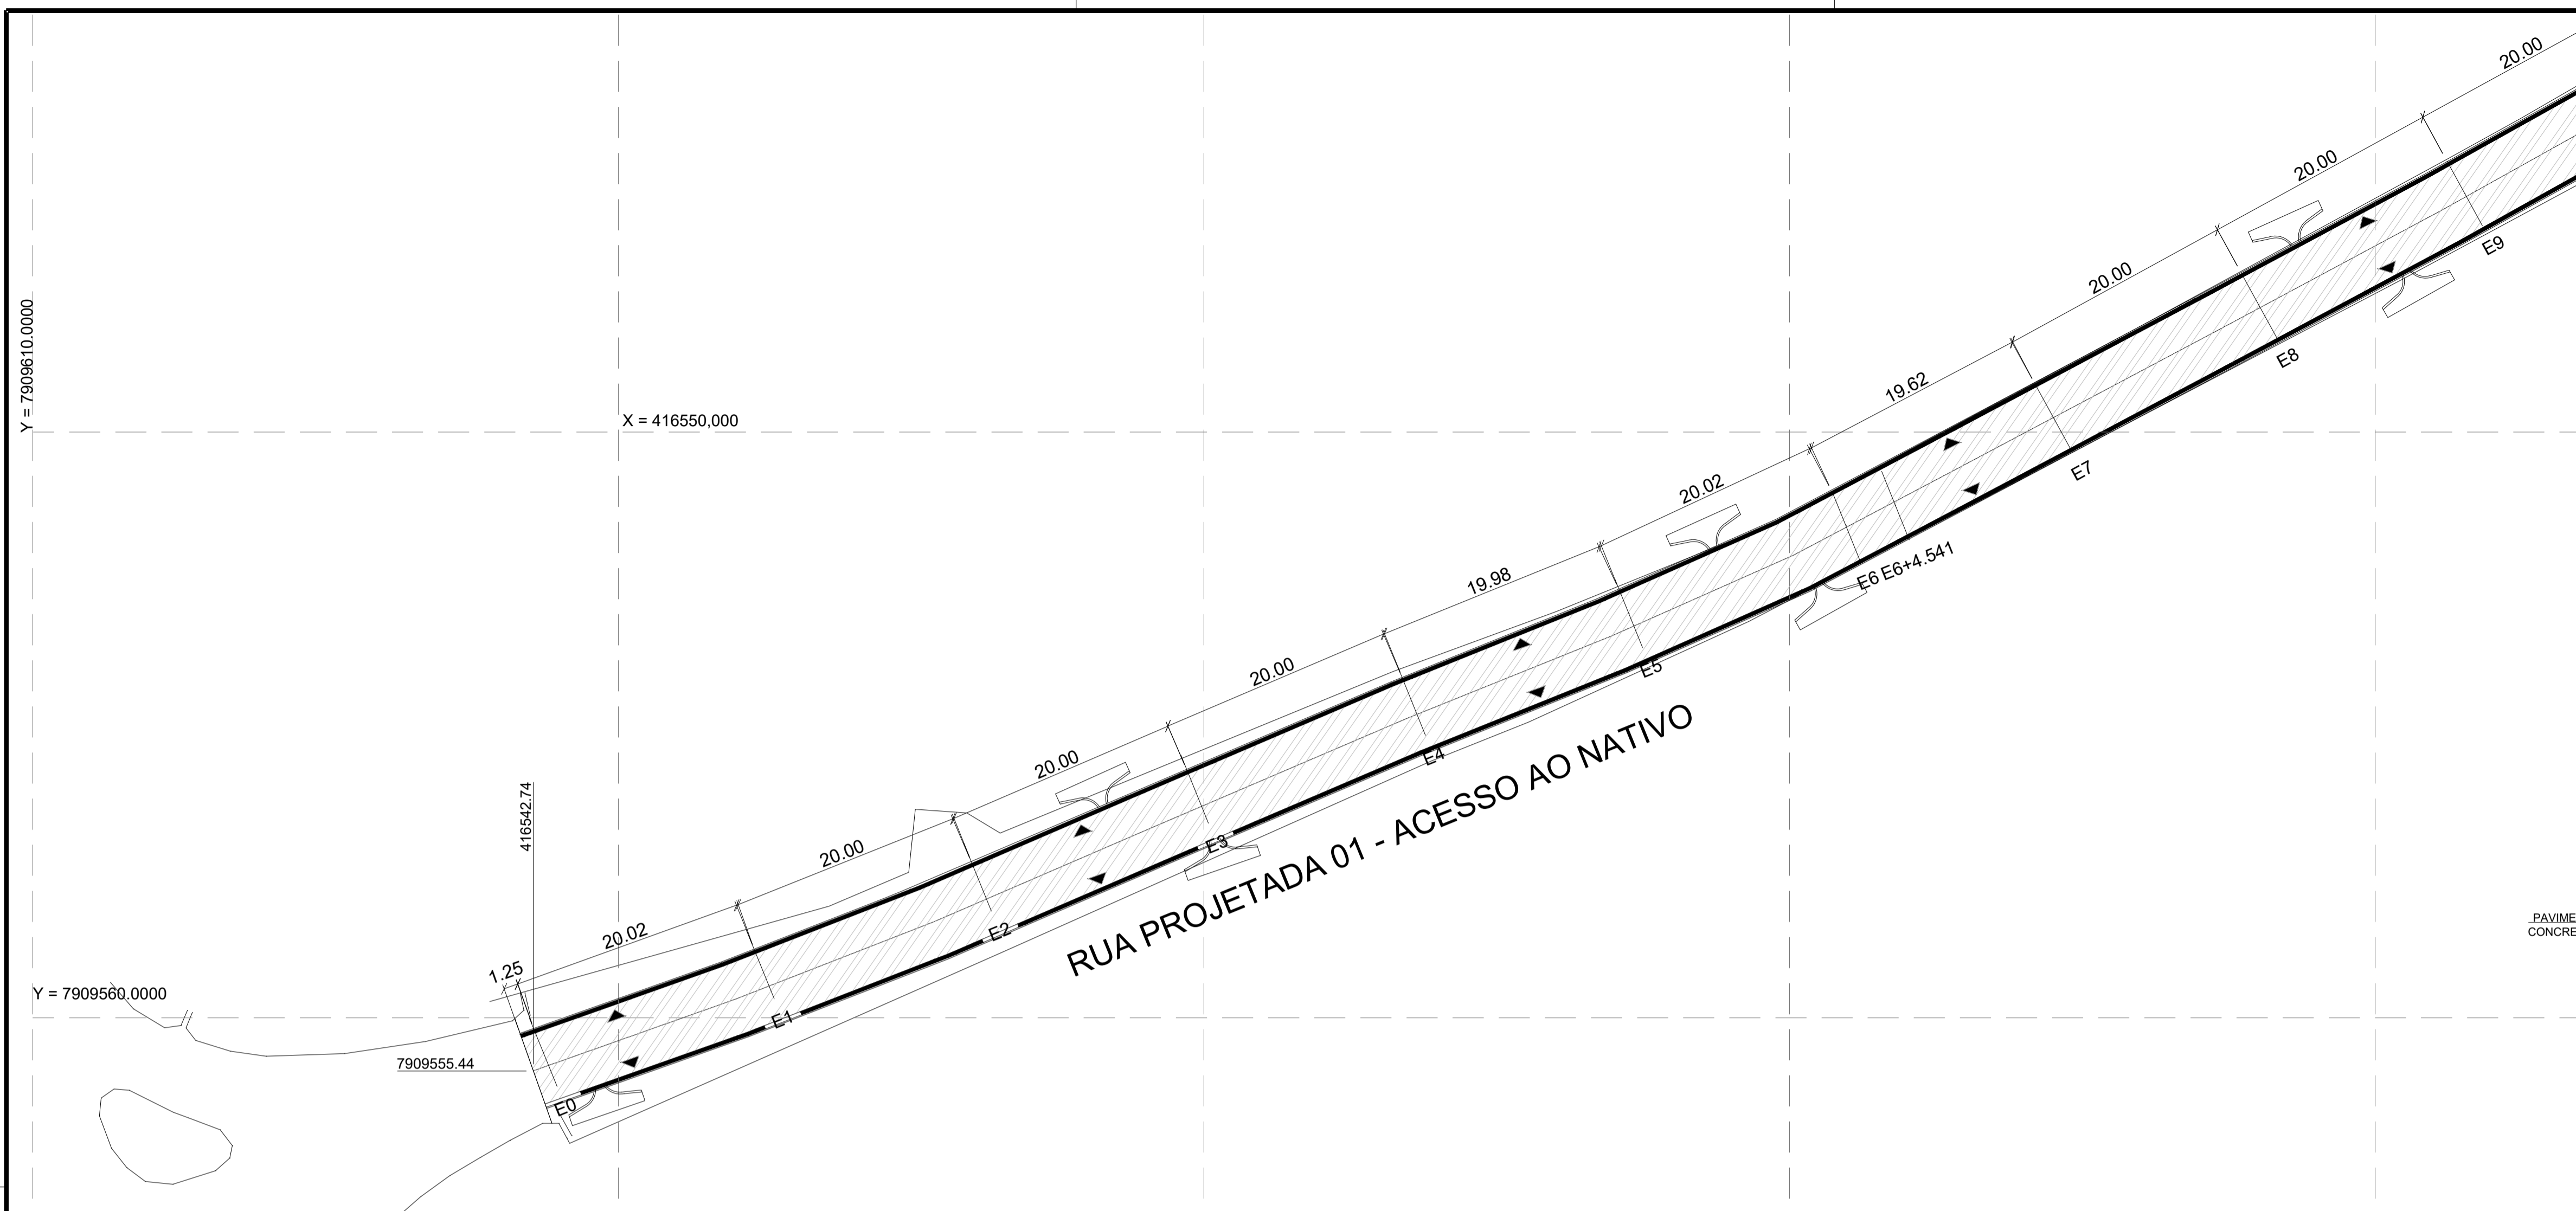 20.00
20.00
20.00
19.62
20.02
19.98
20.00
20.00
20.00
20.02
1.25
Y = 7909610.0000
X = 416550,000
416542.74
Y = 7909560.0000
7909555.44
E0
E1
E2
E3
E4
E5
E6
E6+4.541
E7
E8
E9
RUA PROJETADA 01 - ACESSO AO NATIVO
PAVIME
CONCRE